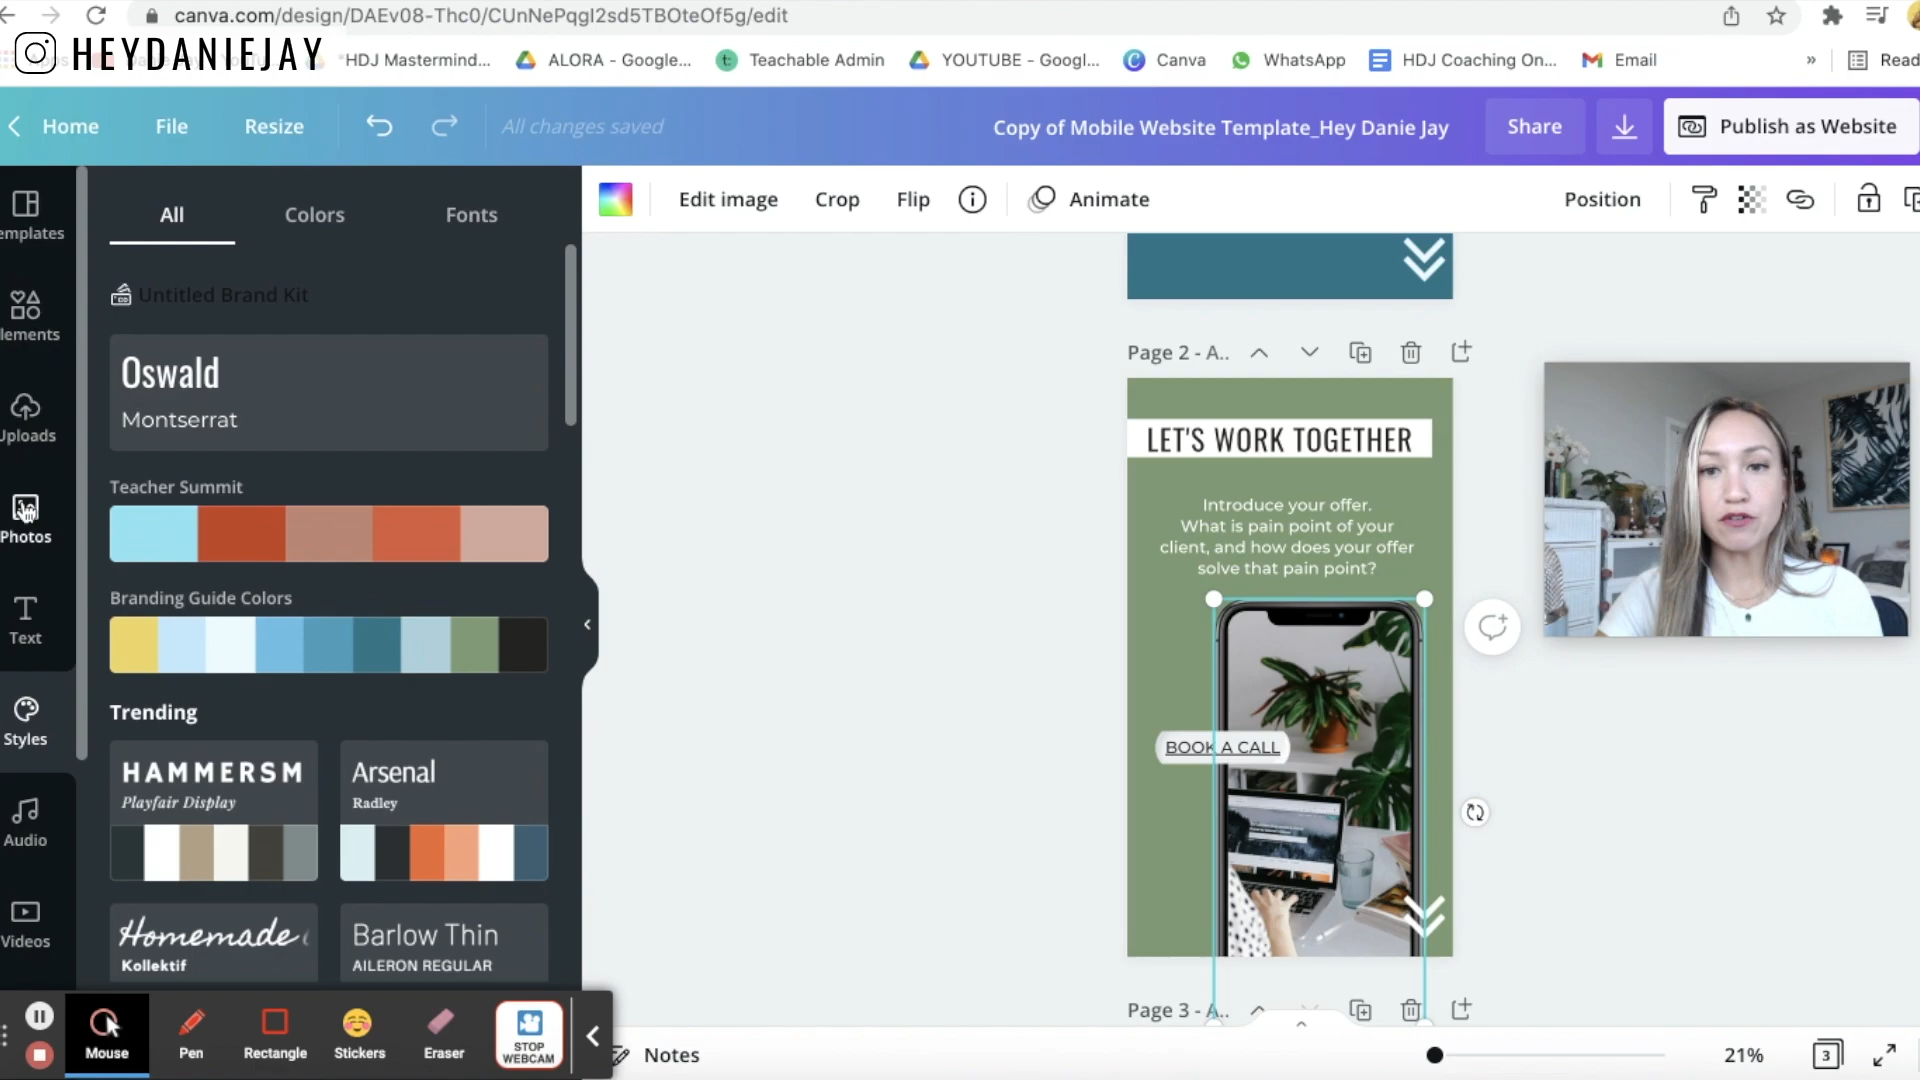 canva.com/design/DAEv08-Thc0/CUnNePqgI2sd5TBOteOf5g/edit
HEYDANIEJAY
*HDJ Mastermind...
ALORA - Google...
Teachable Admin
YOUTUBE - Googl...
Canva
WhatsApp
HDJ Coaching On...
Email
»
Read
Home
File
Resize
All changes saved
Copy of Mobile Website Template_Hey Danie Jay
Share
Publish as Website
Edit image
Crop
Flip
Animate
Position
emplates
lements
Uploads
Photos
Text
Styles
Audio
Videos
All
Colors
Fonts
Untitled Brand Kit
Oswald
Montserrat
Teacher Summit
Branding Guide Colors
Trending
HAMMERSM
Playfair Display
Arsenal
Radley
Homemade
Kollektif
Barlow Thin
AILERON REGULAR
Page 2 - A..
LET'S WORK TOGETHER
Introduce your offer.
What is pain point of your
client, and how does your offer
solve that pain point?
BOOK A CALL
Page 3 - A..
Mouse
Pen
Rectangle
Stickers
Eraser
STOP
WEBCAM
Notes
21%
3